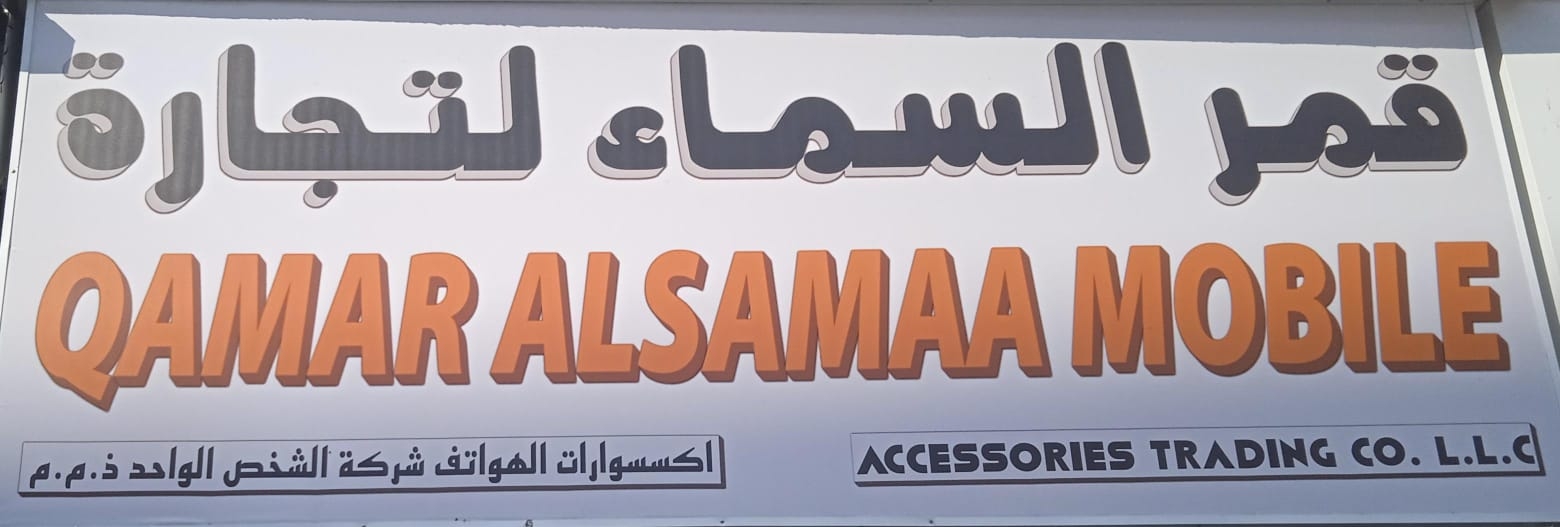 قمر السماء لتجارة
QAMAR ALSAMAA MOBILE
اكسسوارات الهواتف شركة الشخص الواحد ذ.م.م
ACCESSORIES TRADING CO. L.L.C